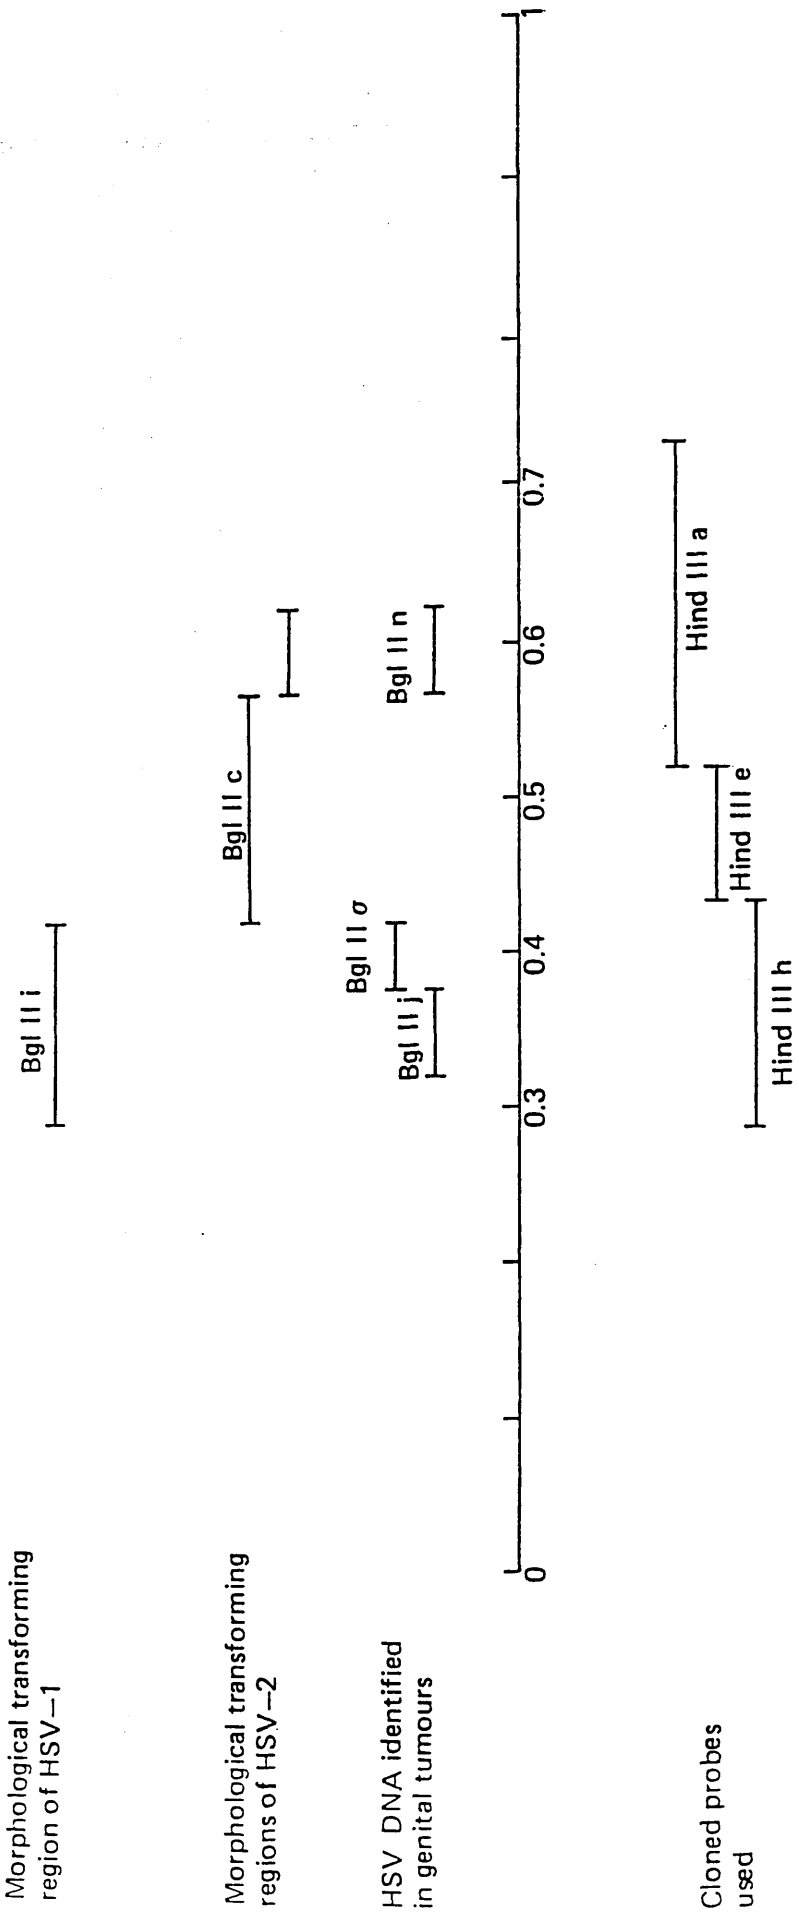 Morphological transforming
region of HSV–1
Bgl II i
Morphological transforming
regions of HSV–2
Bgl II c
HSV DNA identified
in genital tumours
Bgl II σ
Bgl II j
Bgl II n
0
0.3
0.4
0.5
0.6
0.7
1
Cloned probes
used
Hind III a
Hind III e
Hind III h